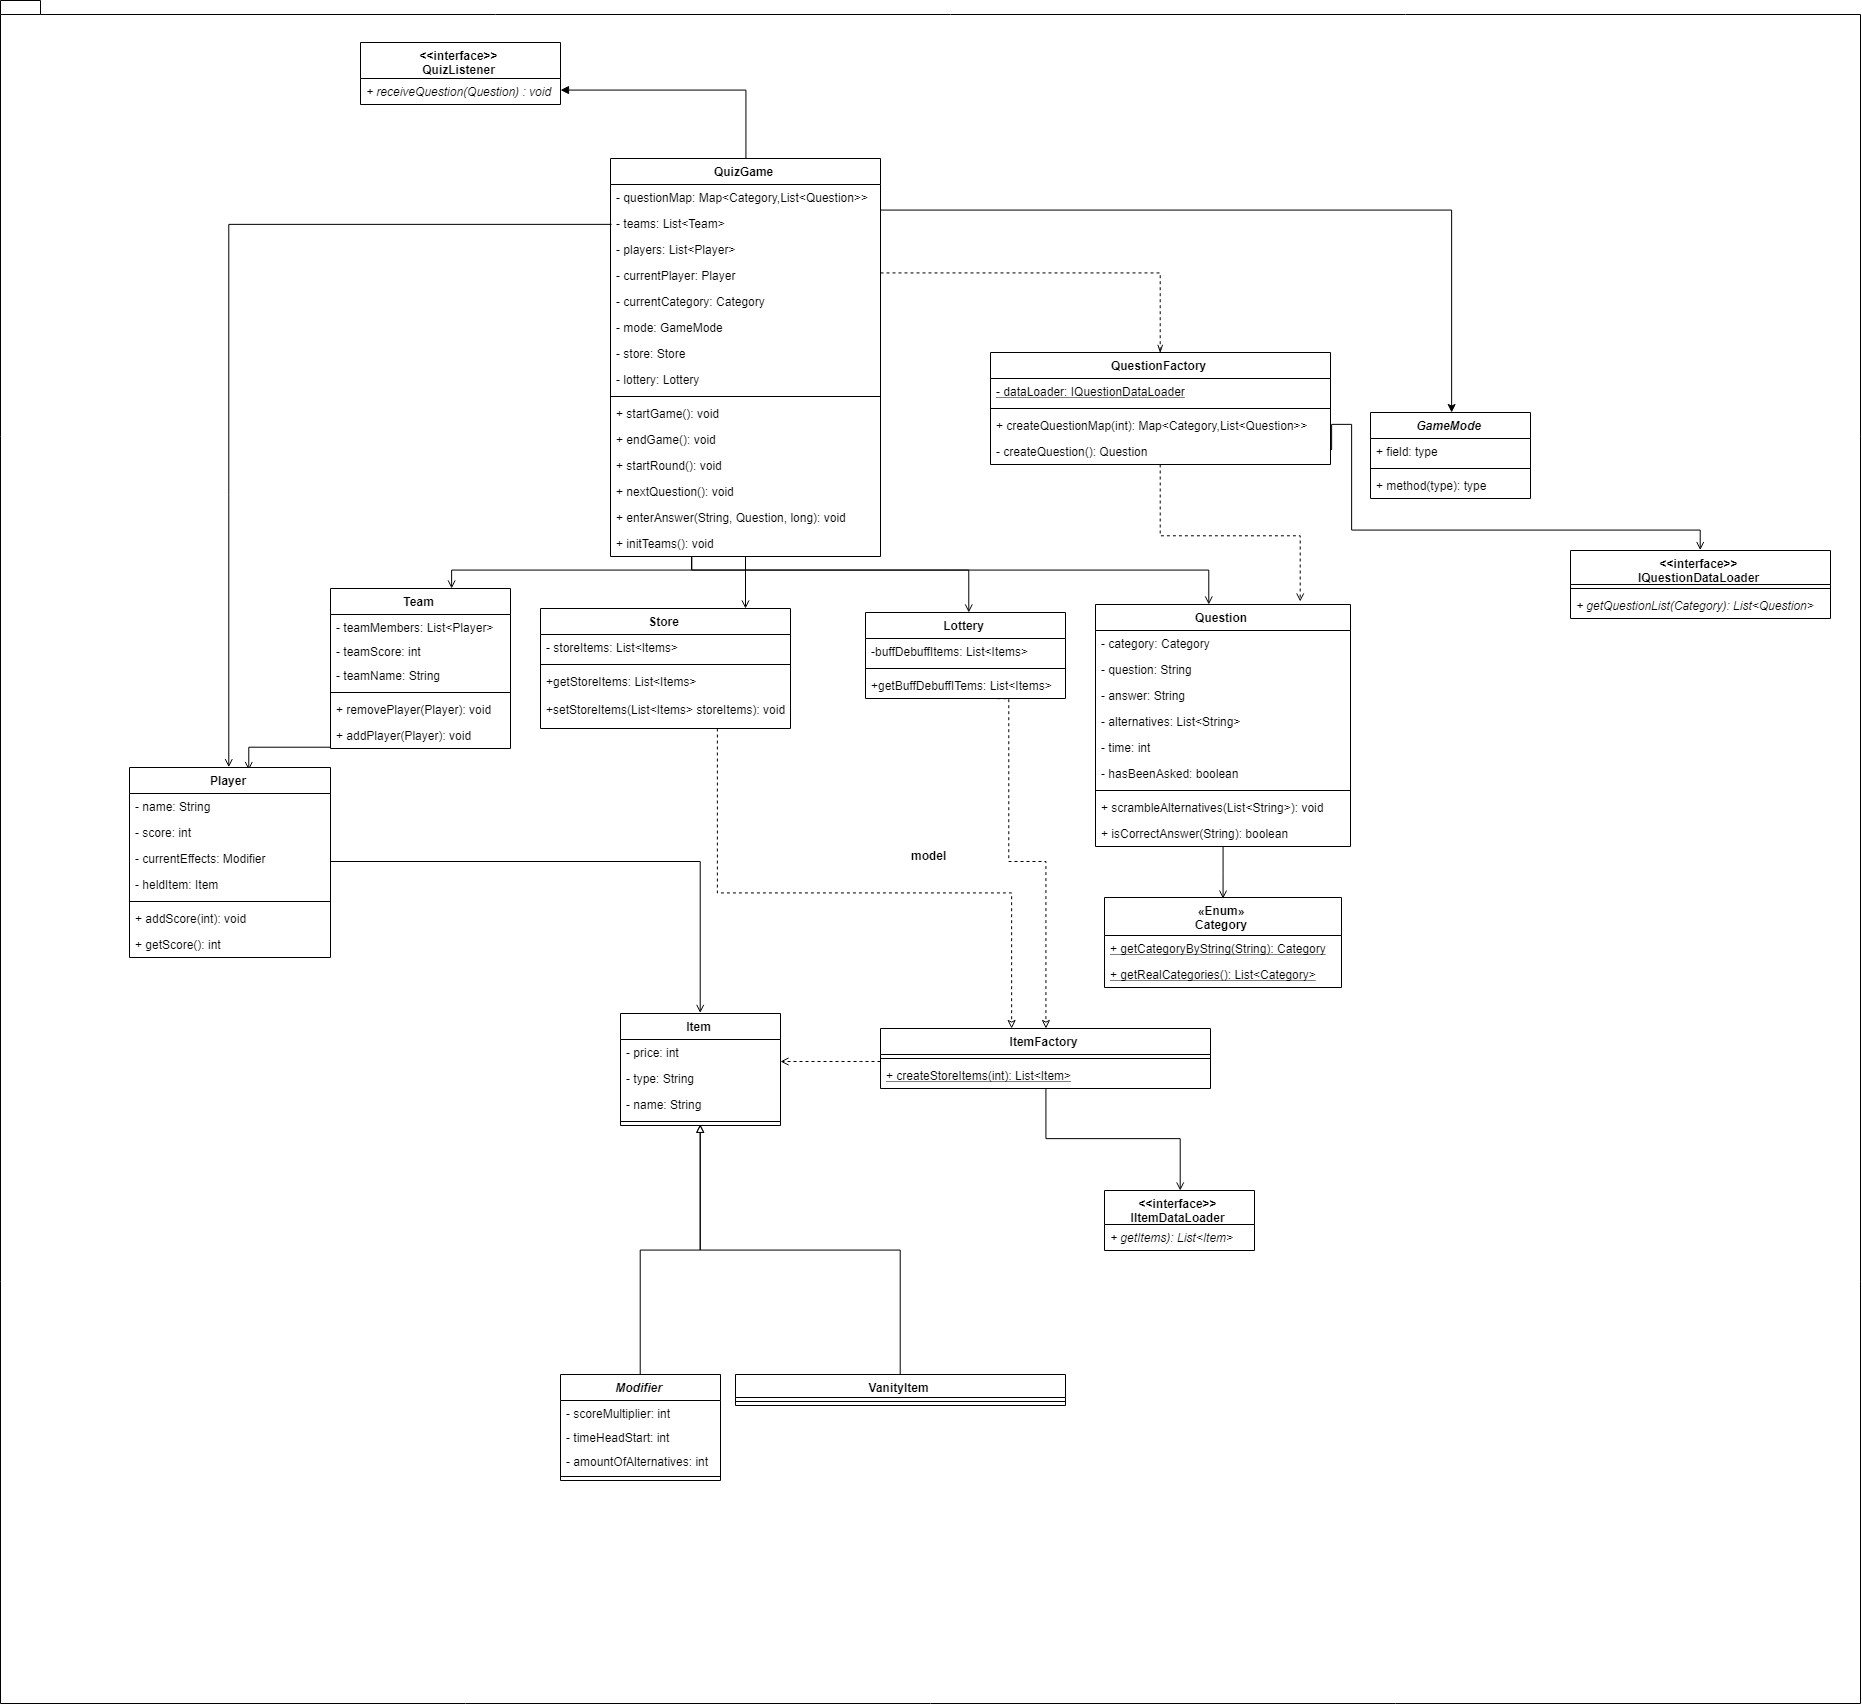 <<interface>>
QuizListener
+ receiveQuestion(Question) : void
QuizGame
- questionMap: Map<Category,List<Question>>
- teams: List<Team>
- players: List<Player>
- currentPlayer: Player
- currentCategory: Category
- mode: GameMode
- store: Store
- lottery: Lottery
+ startGame(): void
+ endGame(): void
+ startRound(): void
+ nextQuestion(): void
+ enterAnswer(String, Question, long): void
+ initTeams(): void
QuestionFactory
- dataLoader: IQuestionDataLoader
+ createQuestionMap(int): Map<Category,List<Question>>
- createQuestion(): Question
GameMode
+ field: type
+ method(type): type
<<interface>>
IQuestionDataLoader
+ getQuestionList(Category): List<Question>
Team
- teamMembers: List<Player>
- teamScore: int
- teamName: String
+ removePlayer(Player): void
+ addPlayer(Player): void
Store
- storeItems: List<Items>
+getStoreItems: List<Items>
+setStoreItems(List<Items> storeItems): void
Lottery
-buffDebuffItems: List<Items>
+getBuffDebuffITems: List<Items>
Question
- category: Category
- question: String
- answer: String
- alternatives: List<String>
- time: int
- hasBeenAsked: boolean
+ scrambleAlternatives(List<String>): void
+ isCorrectAnswer(String): boolean
Player
- name: String
- score: int
- currentEffects: Modifier
- heldItem: Item
+ addScore(int): void
+ getScore(): int
model
«Enum»
Category
+ getCategoryByString(String): Category
+ getRealCategories(): List<Category>
Item
- price: int
- type: String
- name: String
ItemFactory
+ createStoreItems(int): List<Item>
<<interface>>
IItemDataLoader
+ getItems): List<Item>
Modifier
- scoreMultiplier: int
- timeHeadStart: int
- amountOfAlternatives: int
VanityItem